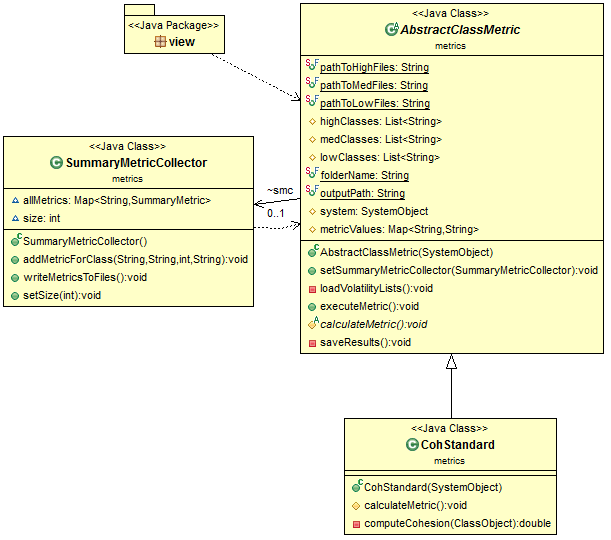 <<Java Package>>
view
<<Java Class>>
AbstractClassMetric
metrics
pathToHighFiles: String
pathToMedFiles: String
pathToLowFiles: String
highClasses: List<String>
medClasses: List<String>
lowClasses: List<String>
folderName: String
outputPath: String
system: SystemObject
metricValues: Map<String,String>
AbstractClassMetric(SystemObject)
setSummaryMetricCollector(SummaryMetricCollector):void
loadVolatilityLists():void
executeMetric():void
calculateMetric():void
saveResults():void
<<Java Class>>
SummaryMetricCollector
metrics
allMetrics: Map<String,SummaryMetric>
size: int
SummaryMetricCollector()
addMetricForClass(String,String,int,String):void
writeMetricsToFiles():void
setSize(int):void
~smc
0..1
<<Java Class>>
CohStandard
metrics
CohStandard(SystemObject)
calculateMetric():void
computeCohesion(ClassObject):double